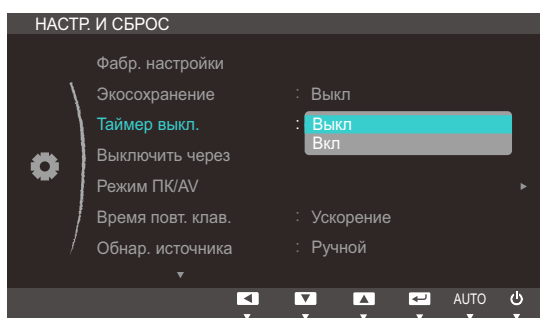 НАСТР. И СБРОС
Фабр. настройки
Экосохранение : Выкл
Таймер выкл. : Выкл
Вкл
Выключить через
Режим ПК/AV
Время повт. клав. : Ускорение
Обнар. источника : Ручной
AUTO